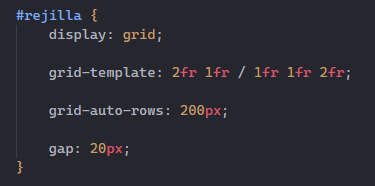 #rejilla {
display: grid;
grid-template: 2fr 1fr / 1fr 1fr 2fr;
grid-auto-rows: 200px;
gap: 20px;
}